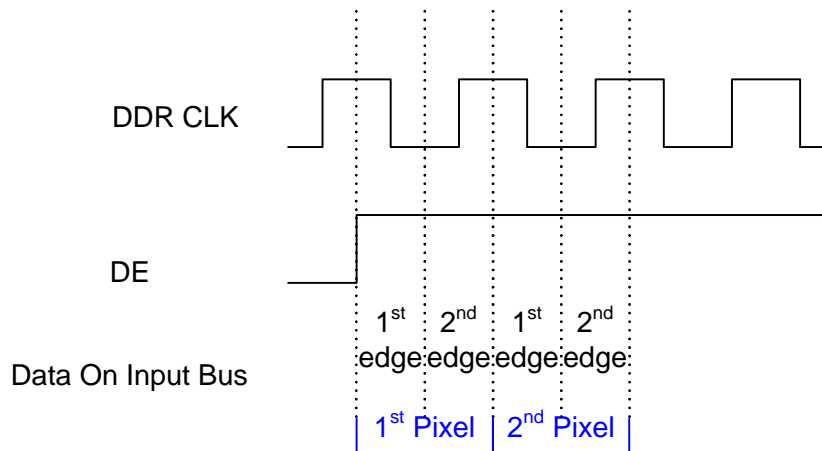 DDR CLK
DE
1st 2nd 1st 2nd
edge edge edge edge
Data On Input Bus
1st Pixel 2nd Pixel